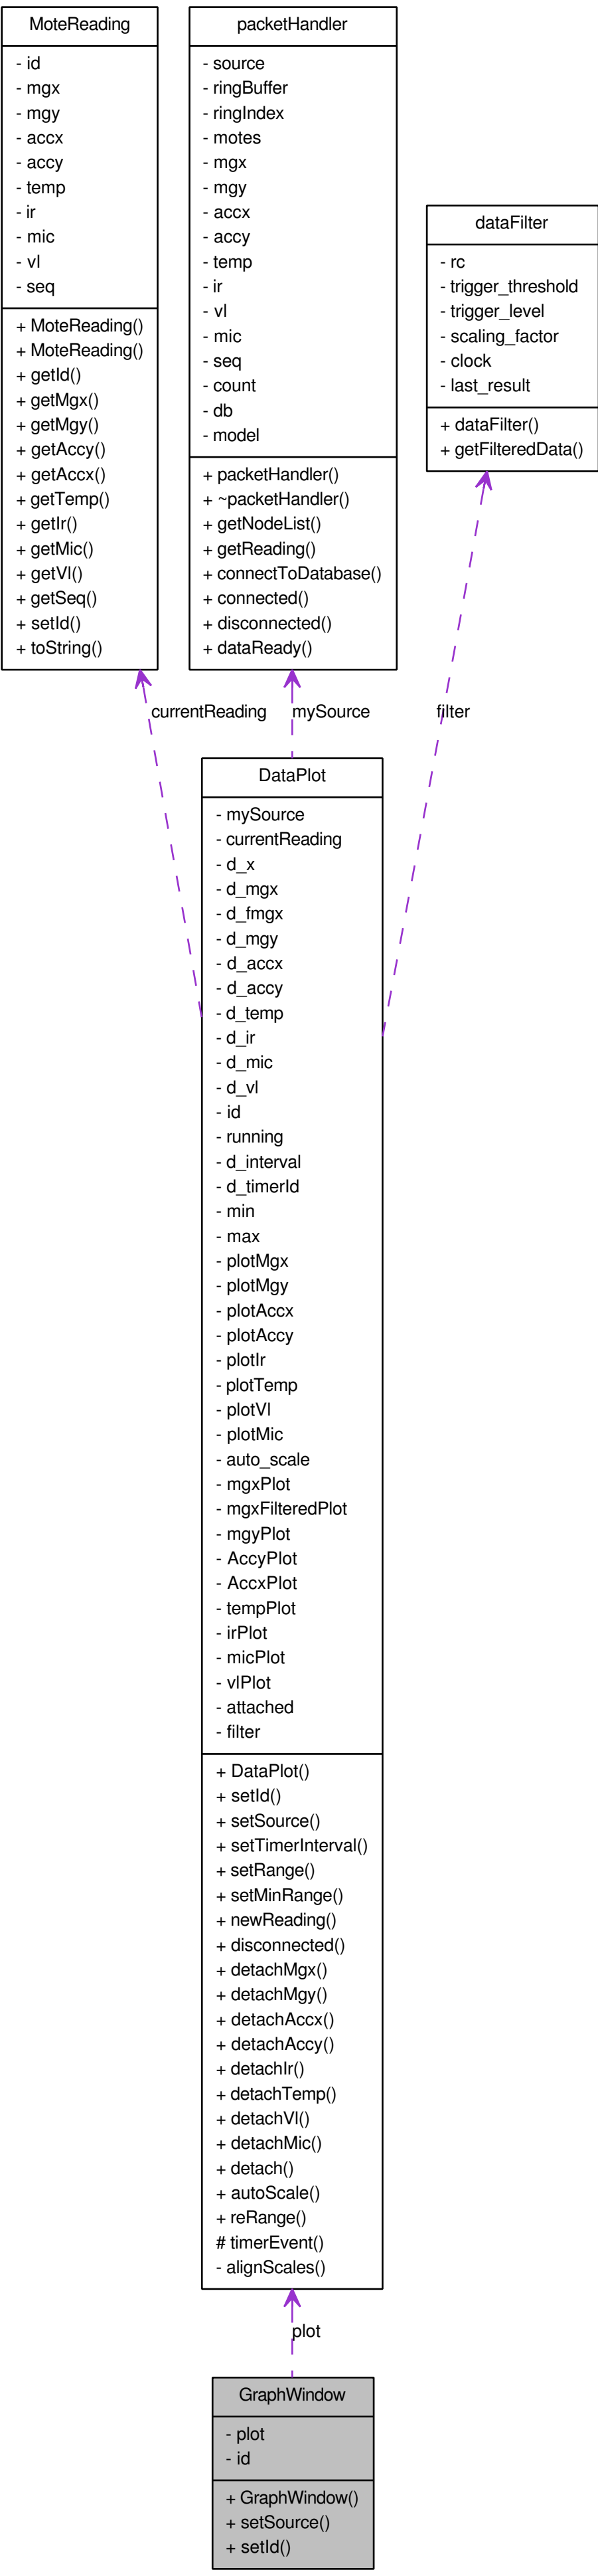 MoteReading
- id
- mgx
- mgy
- accx
- accy
- temp
- ir
- mic
- vl
- seq
+ MoteReading()
+ MoteReading()
+ getId()
+ getMgx()
+ getMgy()
+ getAccy()
+ getAccx()
+ getTemp()
+ getIr()
+ getMic()
+ getVl()
+ getSeq()
+ setId()
+ toString()
packetHandler
- source
- ringBuffer
- ringIndex
- motes
- mgx
- mgy
- accx
- accy
- temp
- ir
- vl
- mic
- seq
- count
- db
- model
+ packetHandler()
+ ~packetHandler()
+ getNodeList()
+ getReading()
+ connectToDatabase()
+ connected()
+ disconnected()
+ dataReady()
dataFilter
- rc
- trigger_threshold
- trigger_level
- scaling_factor
- clock
- last_result
+ dataFilter()
+ getFilteredData()
currentReading
mySource
filter
DataPlot
- mySource
- currentReading
- d_x
- d_mgx
- d_fmgx
- d_mgy
- d_accx
- d_accy
- d_temp
- d_ir
- d_mic
- d_vl
- id
- running
- d_interval
- d_timerId
- min
- max
- plotMgx
- plotMgy
- plotAccx
- plotAccy
- plotIr
- plotTemp
- plotVl
- plotMic
- auto_scale
- mgxPlot
- mgxFilteredPlot
- mgyPlot
- AccyPlot
- AccxPlot
- tempPlot
- irPlot
- micPlot
- vlPlot
- attached
- filter
+ DataPlot()
+ setId()
+ setSource()
+ setTimerInterval()
+ setRange()
+ setMinRange()
+ newReading()
+ disconnected()
+ detachMgx()
+ detachMgy()
+ detachAccx()
+ detachAccy()
+ detachIr()
+ detachTemp()
+ detachVl()
+ detachMic()
+ detach()
+ autoScale()
+ reRange()
# timerEvent()
- alignScales()
plot
GraphWindow
- plot
- id
+ GraphWindow()
+ setSource()
+ setId()